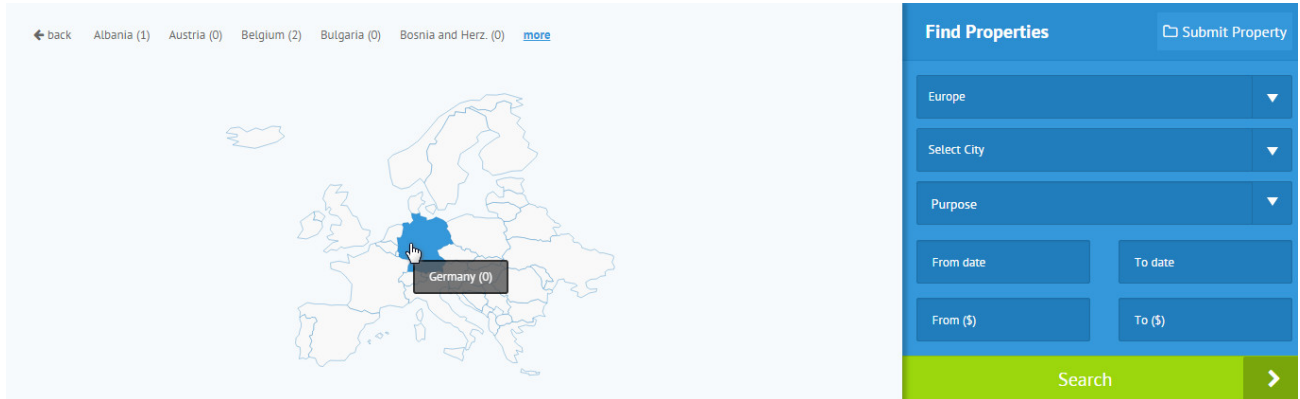 back Albania (1) Austria (0) Belgium (2) Bulgaria (0) Bosnia and Herz. (0) more
Germany (0)
Find Properties Submit Property
Europe
Select City
Purpose
From date To date
From ($) To ($)
Search